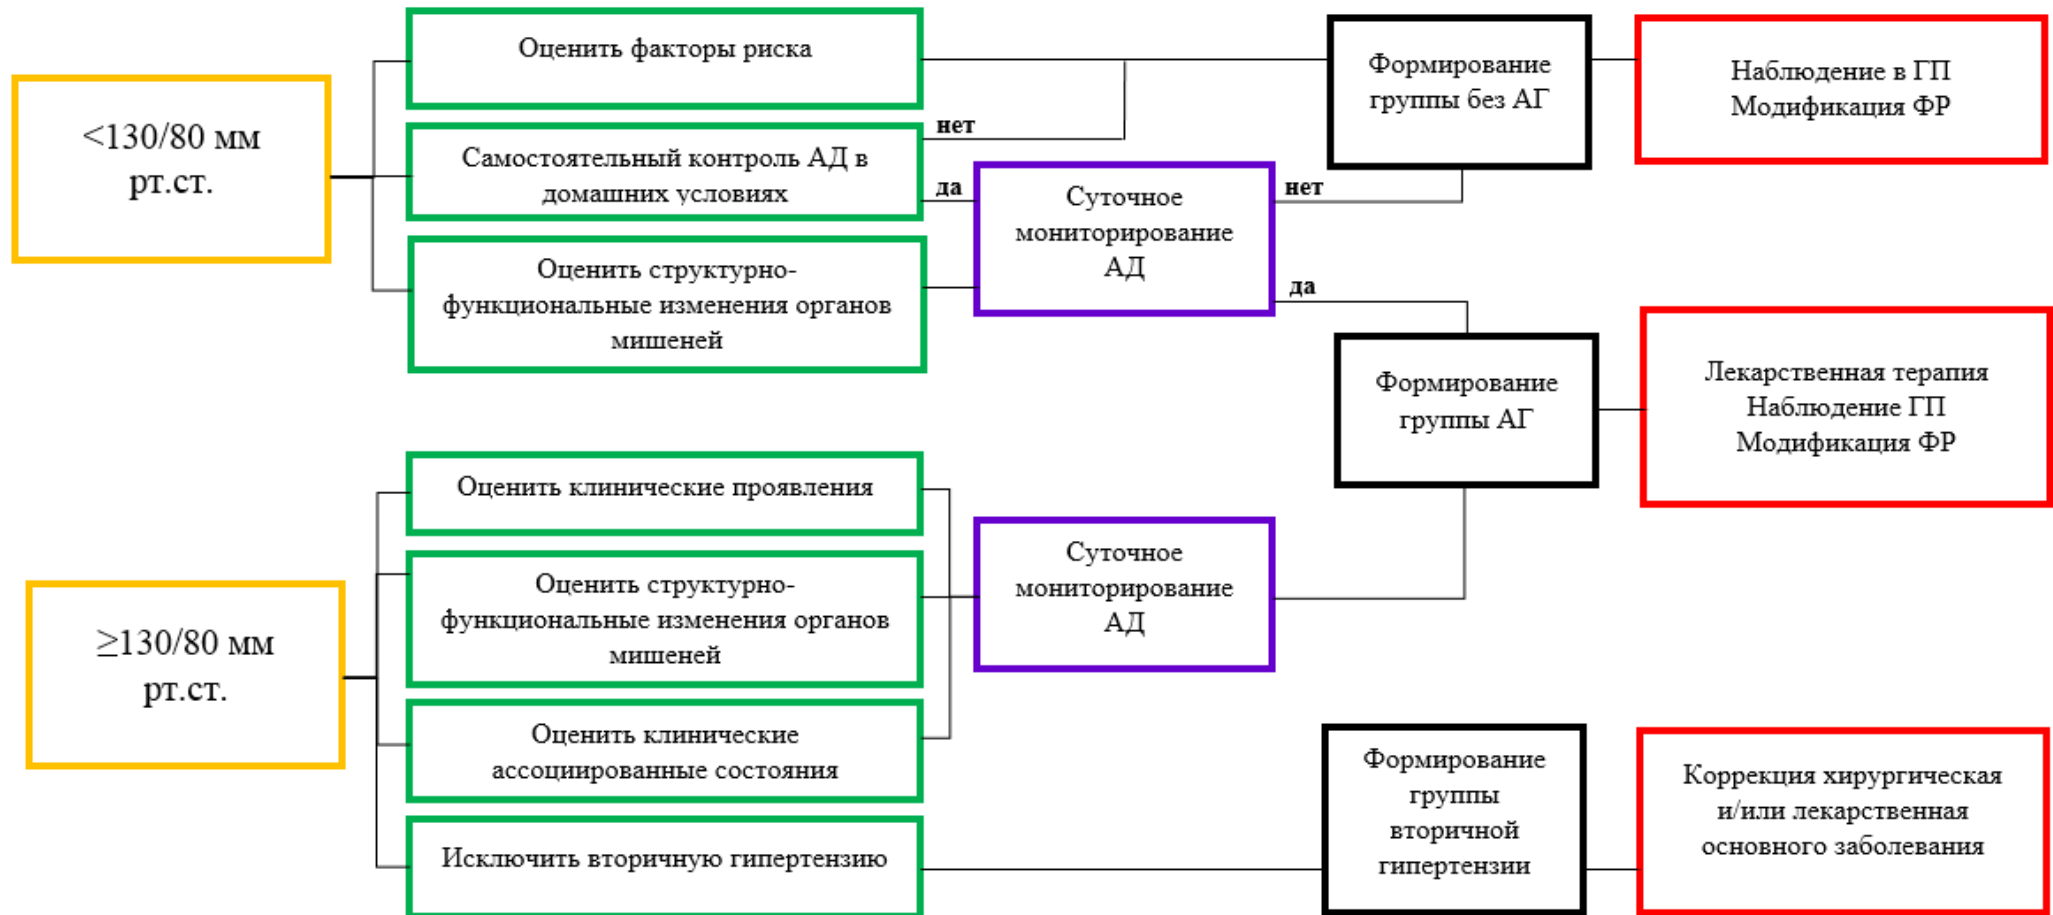 <130/80 мм
рт.ст.
Оценить факторы риска
Самостоятельный контроль АД в
домашних условиях
Оценить структурно-
функциональные изменения органов
мишеней
нет
да
Суточное
мониторирование
АД
нет
да
Формирование
группы без АГ
Наблюдение в ГП
Модификация ФР
Формирование
группы АГ
Лекарственная терапия
Наблюдение ГП
Модификация ФР
≥130/80 мм
рт.ст.
Оценить клинические проявления
Оценить структурно-
функциональные изменения органов
мишеней
Оценить клинические
ассоциированные состояния
Исключить вторичную гипертензию
Суточное
мониторирование
АД
Формирование
группы
вторичной
гипертензии
Коррекция хирургическая
и/или лекарственная
основного заболевания